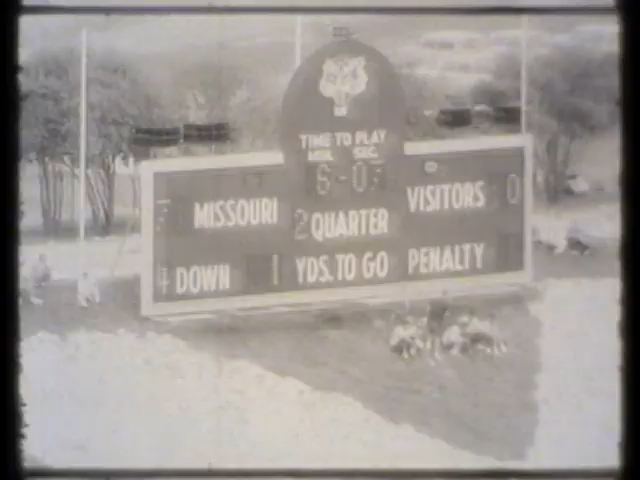 TIME TO PLAY
MIN. SEC.
6-07
7 MISSOURI VISITORS 0
2 QUARTER
4 DOWN 1 YDS. TO GO PENALTY